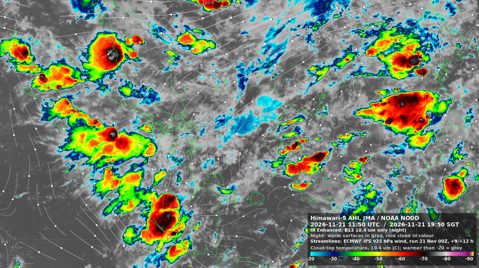 Himawari-9 AHI, JMA / NOAA NODD
2026-11-21 11:50 UTC / 2026-11-21 19:50 SGT
IR Enhanced: B13 10.4 um only (night)
Night: warm surfaces in grey, cold cloud in colour
Streamlines: ECMWF IFS 925 hPa wind, run 21 Nov 00Z, +9/+12 h
Cloud-top temperature, 10.4 um (C); warmer than -20 = grey
-20 -30 -40 -50 -60 -70 -80 -90